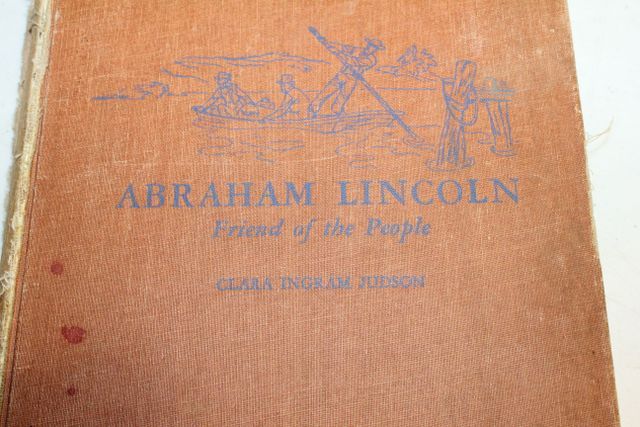 ABRAHAM LINCOLN
Friend of the People
CLARA INGRAM JUDSON